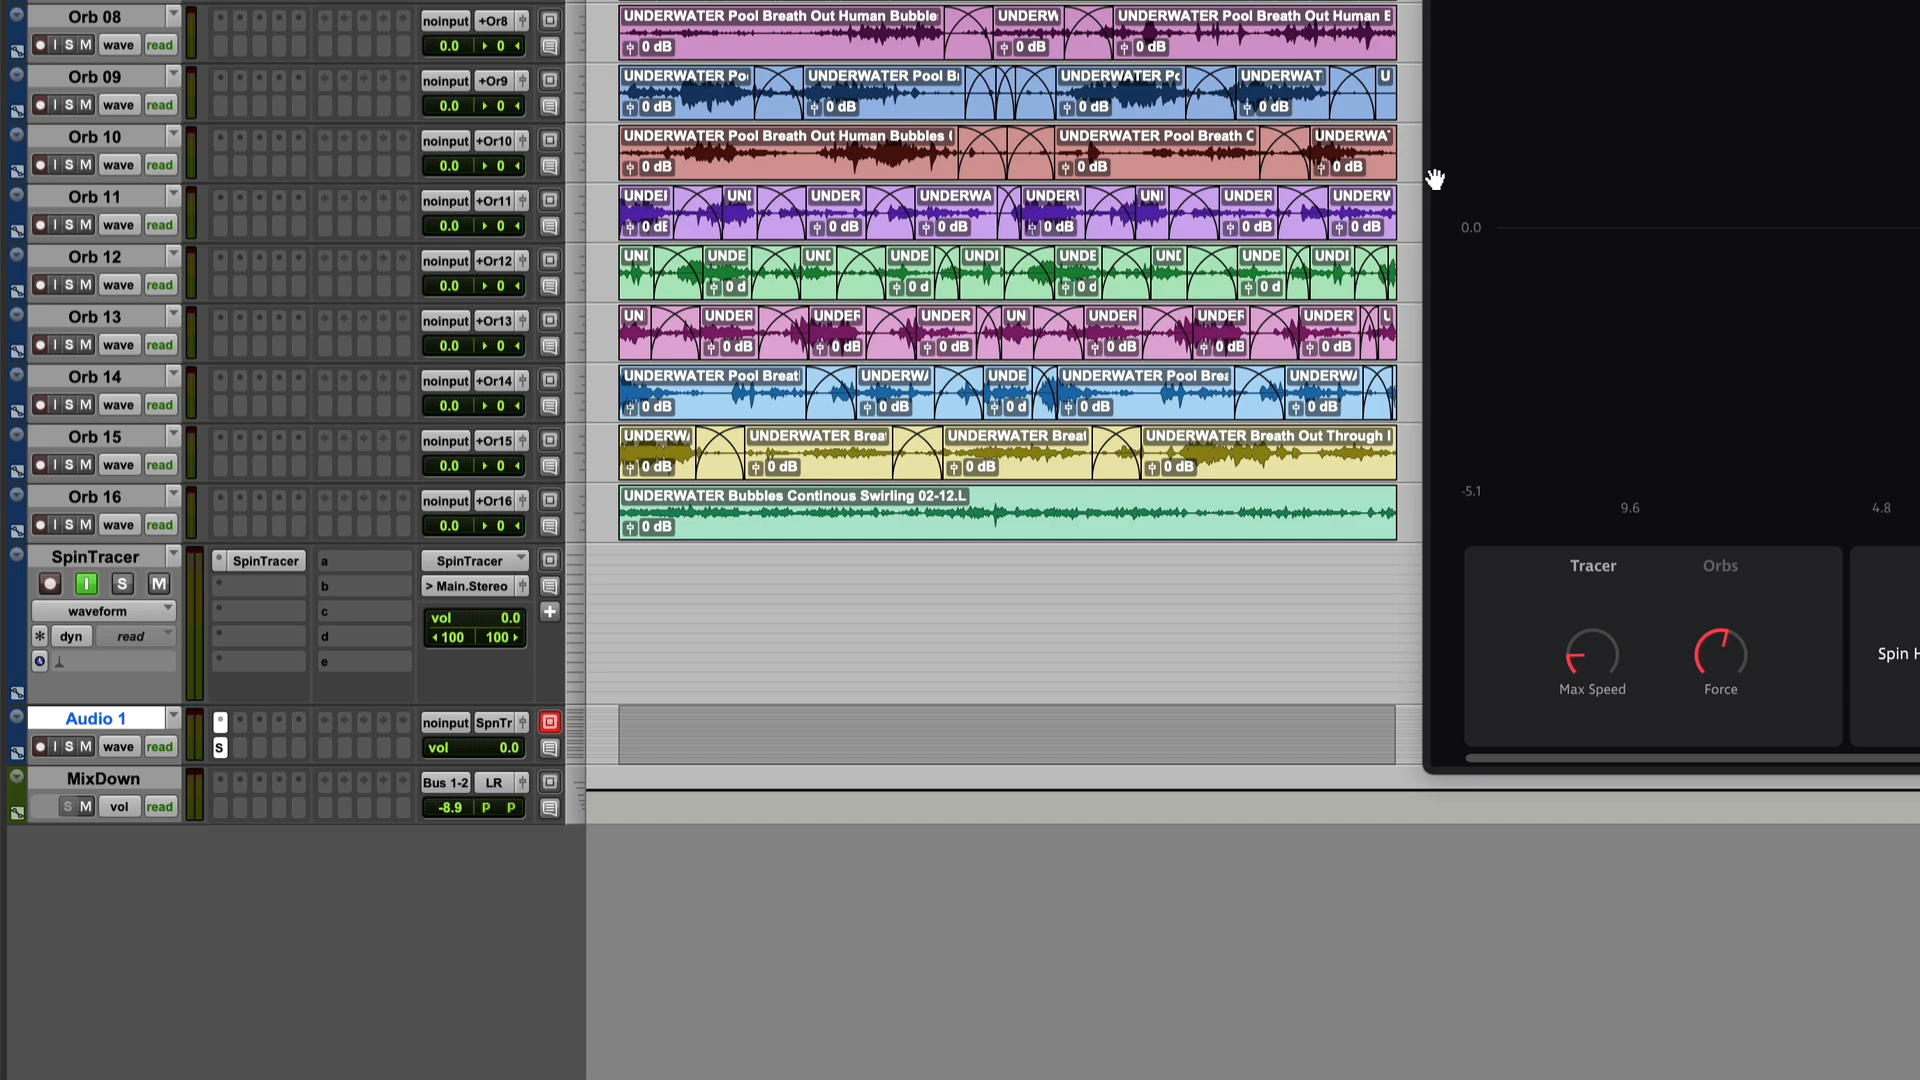 Orb 08
I S M wave read
noinput +Or8
0.0 0
UNDERWATER Pool Breath Out Human Bubble
UNDERW
UNDERWATER Pool Breath Out Human B
0 dB
0 dB
0 dB
Orb 09
I S M wave read
noinput +Or9
0.0 0
UNDERWATER Po
UNDERWATER Pool B
UNDERWATER Po
UNDERWAT
U
0 dB
0 dB
0 dB
0 dB
Orb 10
I S M wave read
noinput +Or10
0.0 0
UNDERWATER Pool Breath Out Human Bubbles
UNDERWATER Pool Breath O
UNDERWA
0 dB
0 dB
0 dB
Orb 11
I S M wave read
noinput +Or11
0.0 0
UNDE UND UNDER UNDERWA UNDER UNI UNDER UNDERW
0 dB 0 dB 0 dB 0 dB 0 dB 0 dB
Orb 12
I S M wave read
noinput +Or12
0.0 0
UNI UNDE UND UNDE UNDI UNDE UND UNDE UNDI
0 d 0 d 0 d 0 d
Orb 13
I S M wave read
noinput +Or13
0.0 0
UN UNDER UNDER UNDER UN UNDER UNDER UNDER
0 dB 0 dB 0 dB 0 dB 0 dB 0 dB
Orb 14
I S M wave read
noinput +Or14
0.0 0
UNDERWATER Pool Breat
UNDERW
UNDE
UNDERWATER Pool Brea
UNDERW
0 dB 0 dB 0 d 0 dB 0 dB
Orb 15
I S M wave read
noinput +Or15
0.0 0
UNDERW
UNDERWATER Brea
UNDERWATER Breat
UNDERWATER Breath Out Through
0 dB 0 dB 0 dB 0 dB
Orb 16
I S M wave read
noinput +Or16
0.0 0
UNDERWATER Bubbles Continous Swirling 02-12.L
0 dB
SpinTracer
I S M
waveform
dyn read
SpinTracer
a
b
c
d
e
SpinTracer
> Main.Stereo
vol 0.0
100 100
Audio 1
I S M wave read
S
noinput SpnTr
vol 0.0
MixDown
S M vol read
Bus 1-2 LR
-8.9 P P
0.0
-5.1
9.6 4.8
Tracer Orbs
Max Speed Force
Spin H